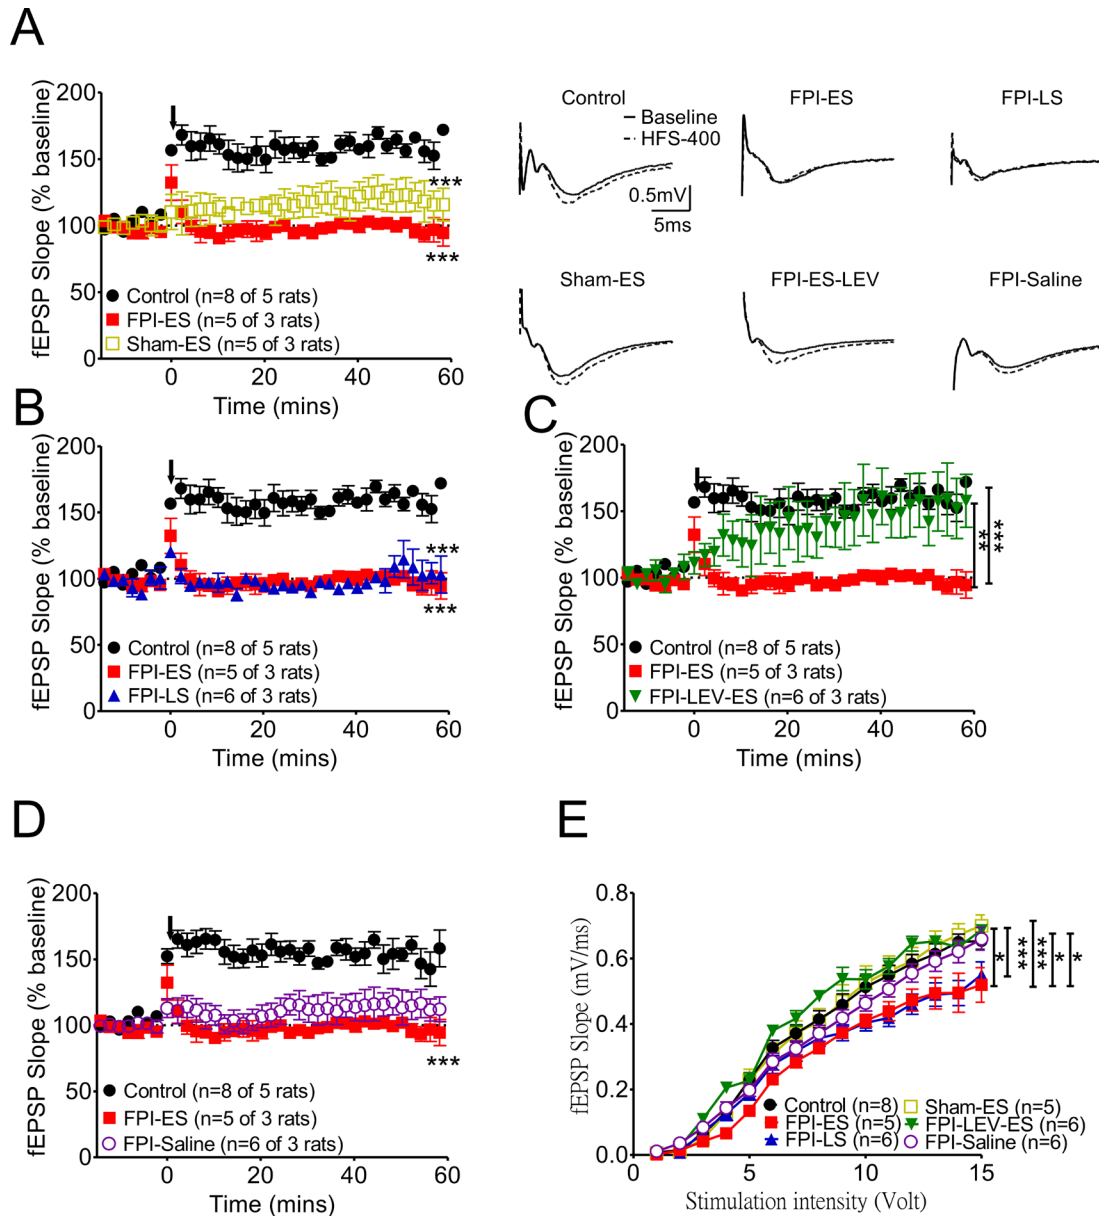 A
fEPSP Slope (% baseline)
200
150
100
50
0
***
***
Control (n=8 of 5 rats)
FPI-ES (n=5 of 3 rats)
Sham-ES (n=5 of 3 rats)
0 20 40 60
Time (mins)
Control
Baseline
HFS-400
0.5mV
5ms
FPI-ES
FPI-LS
Sham-ES
FPI-ES-LEV
FPI-Saline
B
fEPSP Slope (% baseline)
200
150
100
50
0
***
***
Control (n=8 of 5 rats)
FPI-ES (n=5 of 3 rats)
FPI-LS (n=6 of 3 rats)
0 20 40 60
Time (mins)
C
fEPSP Slope (% baseline)
200
150
100
50
0
**
***
Control (n=8 of 5 rats)
FPI-ES (n=5 of 3 rats)
FPI-LEV-ES (n=6 of 3 rats)
0 20 40 60
Time (mins)
D
fEPSP Slope (% baseline)
200
150
100
50
0
***
Control (n=8 of 5 rats)
FPI-ES (n=5 of 3 rats)
FPI-Saline (n=6 of 3 rats)
0 20 40 60
Time (mins)
E
fEPSP Slope (mV/ms)
0.8
0.6
0.4
0.2
0.0
*
***
***
*
*
Control (n=8)
FPI-ES (n=5)
FPI-LS (n=6)
Sham-ES (n=5)
FPI-LEV-ES (n=6)
FPI-Saline (n=6)
0 5 10 15
Stimulation intensity (Volt)